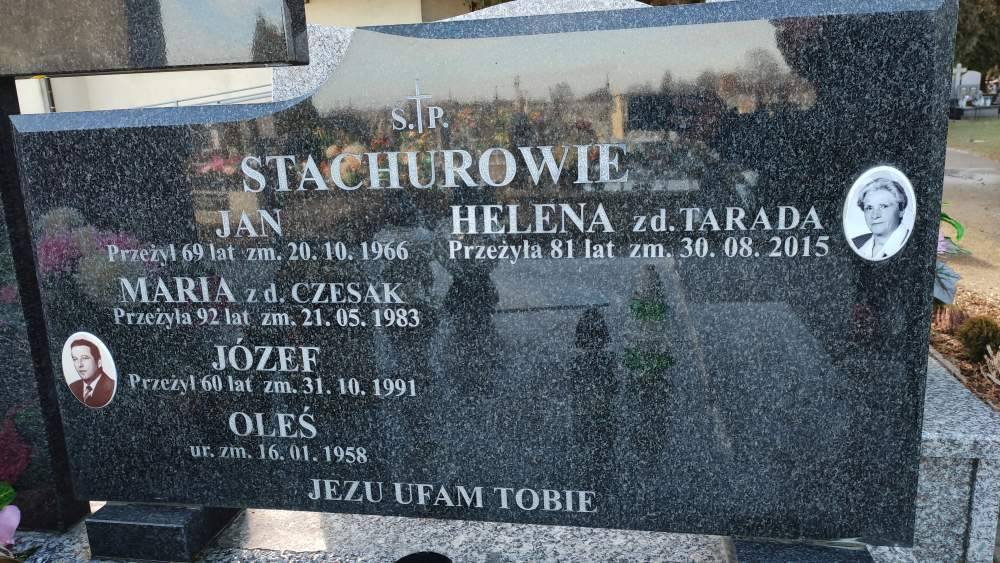 Ś.P.
STACHUROWIE
JAN
Przeżył 69 lat zm. 20. 10. 1966
MARIA z d. CZESAK
Przeżyła 92 lat zm. 21. 05. 1983
JÓZEF
Przeżył 60 lat zm. 31. 10. 1991
OLEŚ
ur. zm. 16. 01. 1958
HELENA z d. TARADA
Przeżyła 81 lat zm. 30. 08. 2015
JEZU UFAM TOBIE